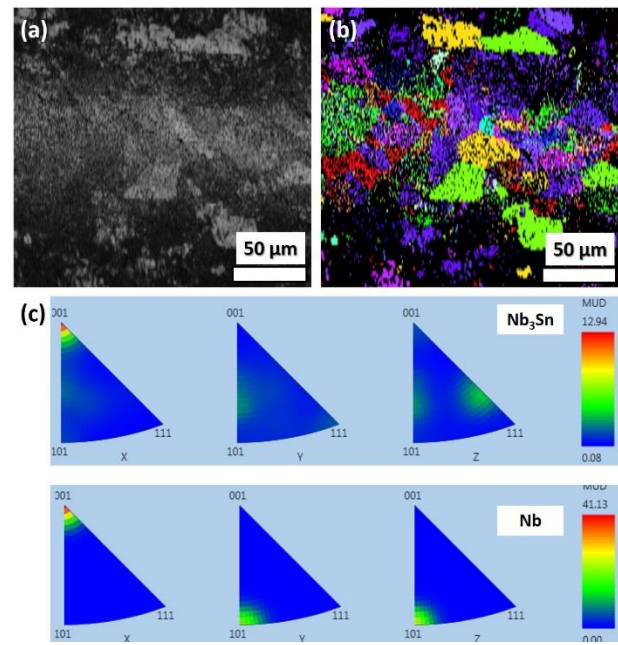 (a)
50 µm
(b)
50 µm
(c)
001
101
111
X
001
101
111
Y
001
101
111
Z
Nb₃Sn
MUD
12.94
0.08
001
101
111
X
001
101
111
Y
001
101
111
Z
Nb
MUD
41.13
0.00